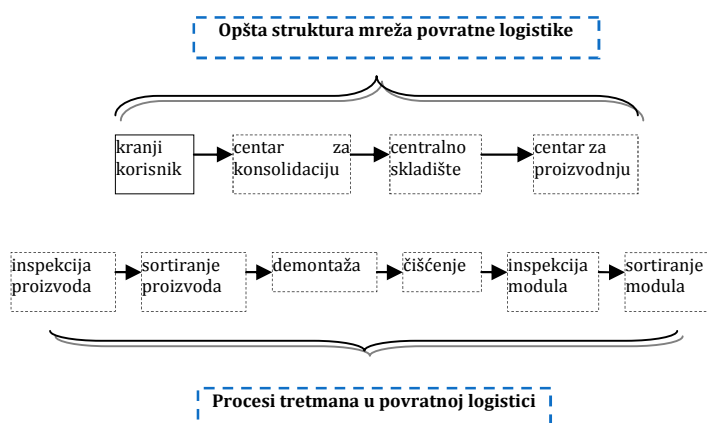 Opšta struktura mreža povratne logistike
kranji
korisnik
centar za
konsolidaciju
centralno
skladište
centar za
proizvodnju
inspekcija
proizvoda
sortiranje
proizvoda
demontaža
čišćenje
inspekcija
modula
sortiranje
modula
Procesi tretmana u povratnoj logistici